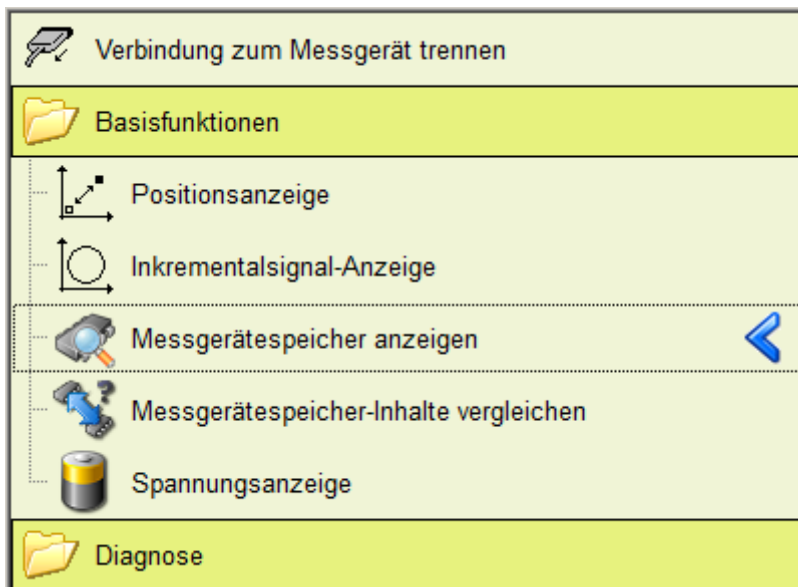 Verbindung zum Messgerät trennen
Basisfunktionen
Positionsanzeige
Inkrementalsignal-Anzeige
Messgerätespeicher anzeigen
Messgerätespeicher-Inhalte vergleichen
Spannungsanzeige
Diagnose